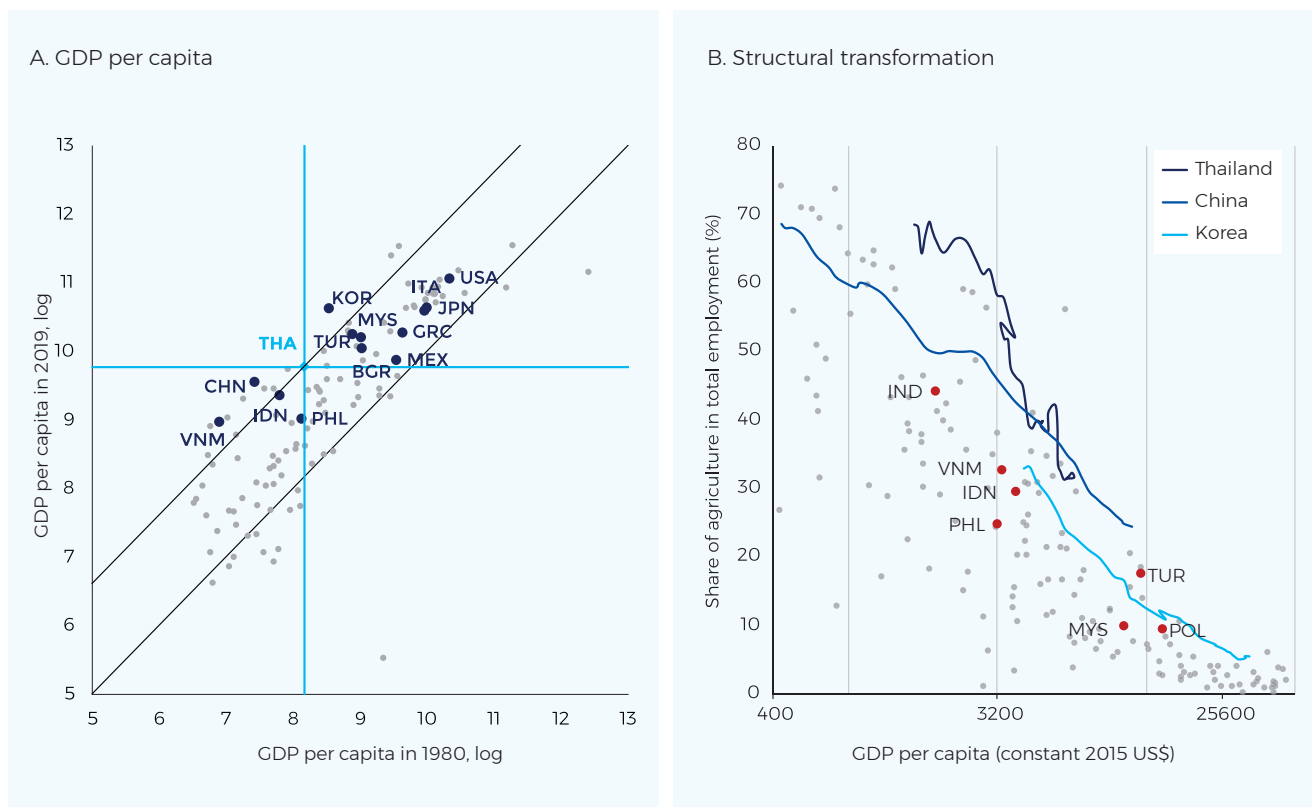 A. GDP per capita
GDP per capita in 2019, log
13
12
11
10
9
8
7
6
5
KOR
ITA
USA
JPN
MYS
THA
TUR
GRC
BGR
MEX
CHN
IDN
PHL
VNM
5
6
7
8
9
10
11
12
13
GDP per capita in 1980, log
B. Structural transformation
Share of agriculture in total employment (%)
80
70
60
50
40
30
20
10
0
Thailand
China
Korea
IND
VNM
IDN
PHL
TUR
MYS
POL
400
3200
25600
GDP per capita (constant 2015 US$)